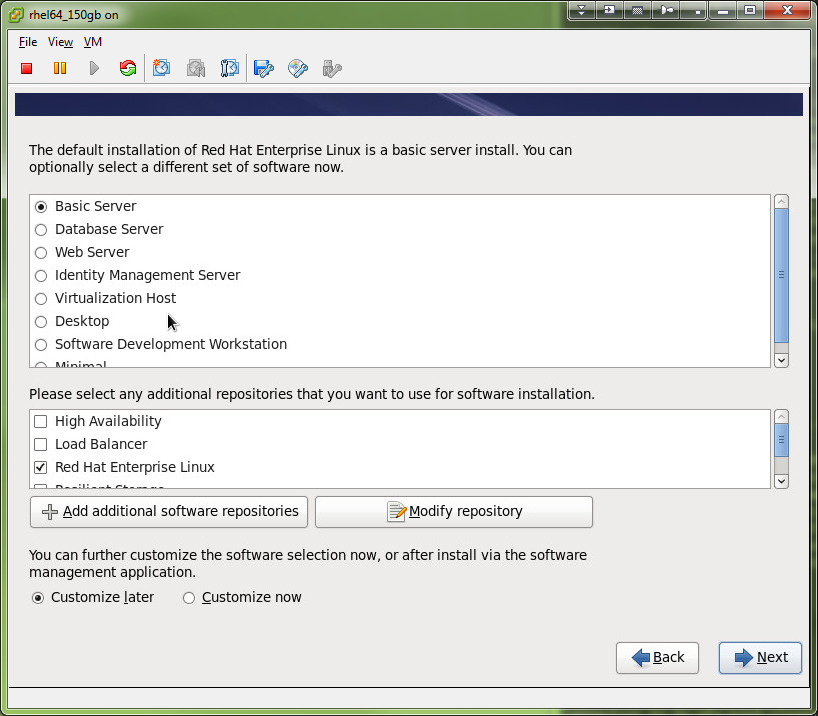 rhel64_150gb on
File View VM
The default installation of Red Hat Enterprise Linux is a basic server install. You can
optionally select a different set of software now.
Basic Server
Database Server
Web Server
Identity Management Server
Virtualization Host
Desktop
Software Development Workstation
Minimal
Please select any additional repositories that you want to use for software installation.
High Availability
Load Balancer
Red Hat Enterprise Linux
Resilient Storage
Add additional software repositories
Modify repository
You can further customize the software selection now, or after install via the software
management application.
Customize later
Customize now
Back
Next